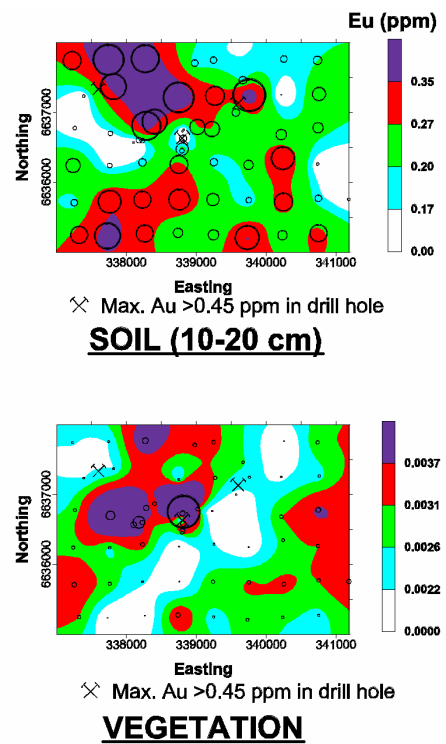 Eu (ppm)
0.35
0.27
0.20
0.17
0.00
Northing
6637000
6636000
338000 339000 340000 341000
Easting
Max. Au >0.45 ppm in drill hole
SOIL (10-20 cm)
0.0037
0.0031
0.0026
0.0022
0.0000
Northing
6637000
6636000
338000 339000 340000 341000
Easting
Max. Au >0.45 ppm in drill hole
VEGETATION